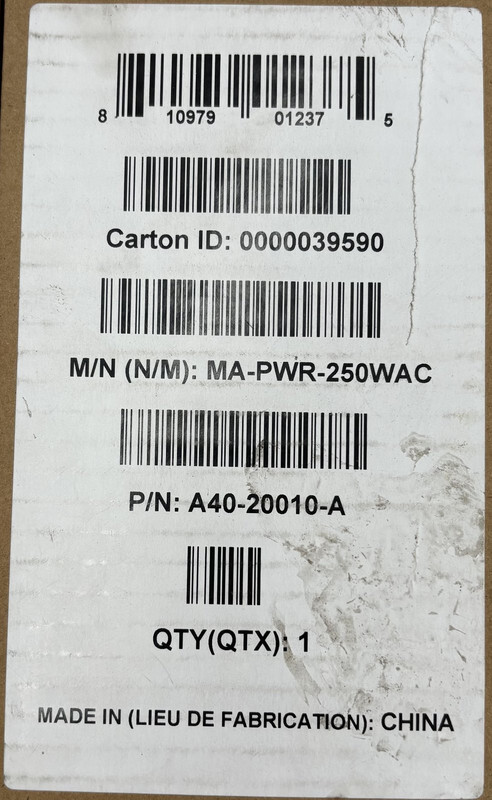 8 10979 01237 5
Carton ID: 0000039590
M/N (N/M): MA-PWR-250WAC
P/N: A40-20010-A
QTY(QTX): 1
MADE IN (LIEU DE FABRICATION): CHINA